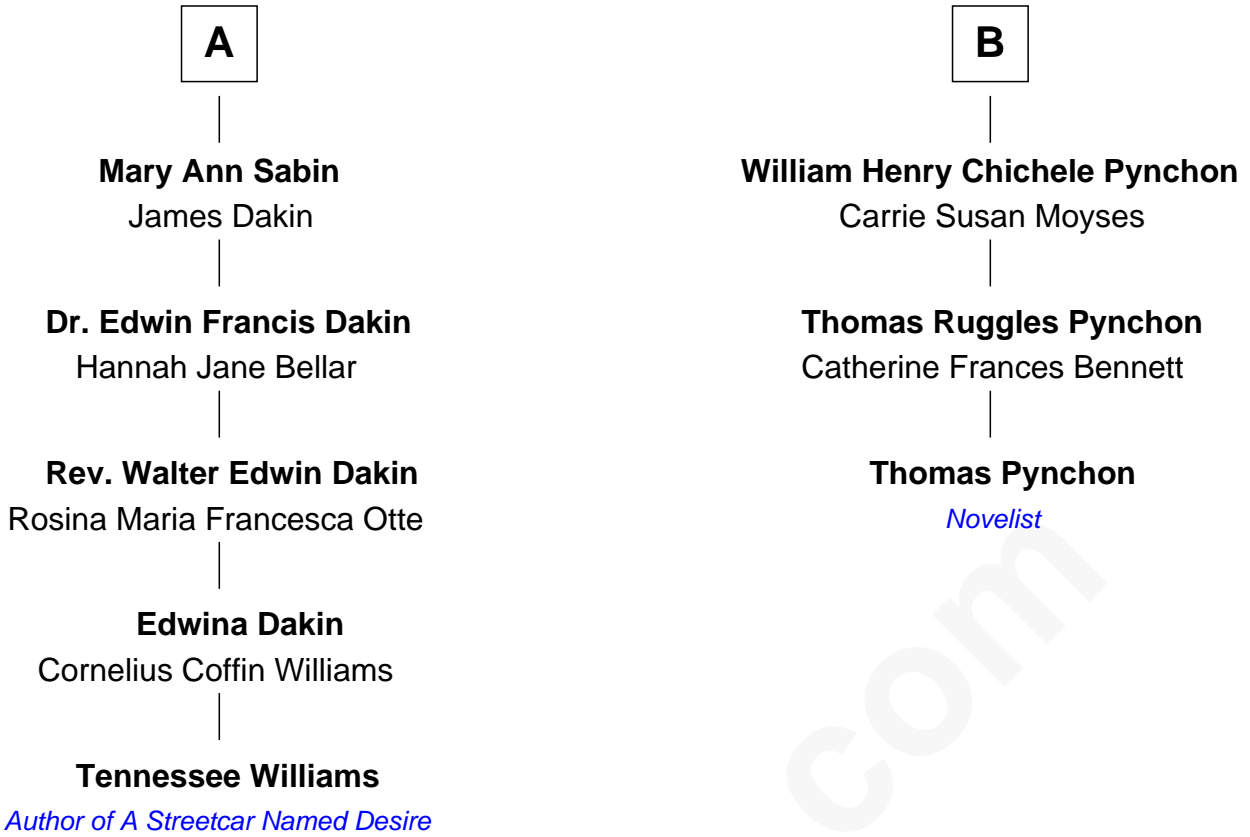 A
Mary Ann Sabin
James Dakin
Dr. Edwin Francis Dakin
Hannah Jane Bellar
Rev. Walter Edwin Dakin
Rosina Maria Francesca Otte
Edwina Dakin
Cornelius Coffin Williams
Tennessee Williams
Author of A Streetcar Named Desire
B
William Henry Chichele Pynchon
Carrie Susan Moyses
Thomas Ruggles Pynchon
Catherine Frances Bennett
Thomas Pynchon
Novelist
com